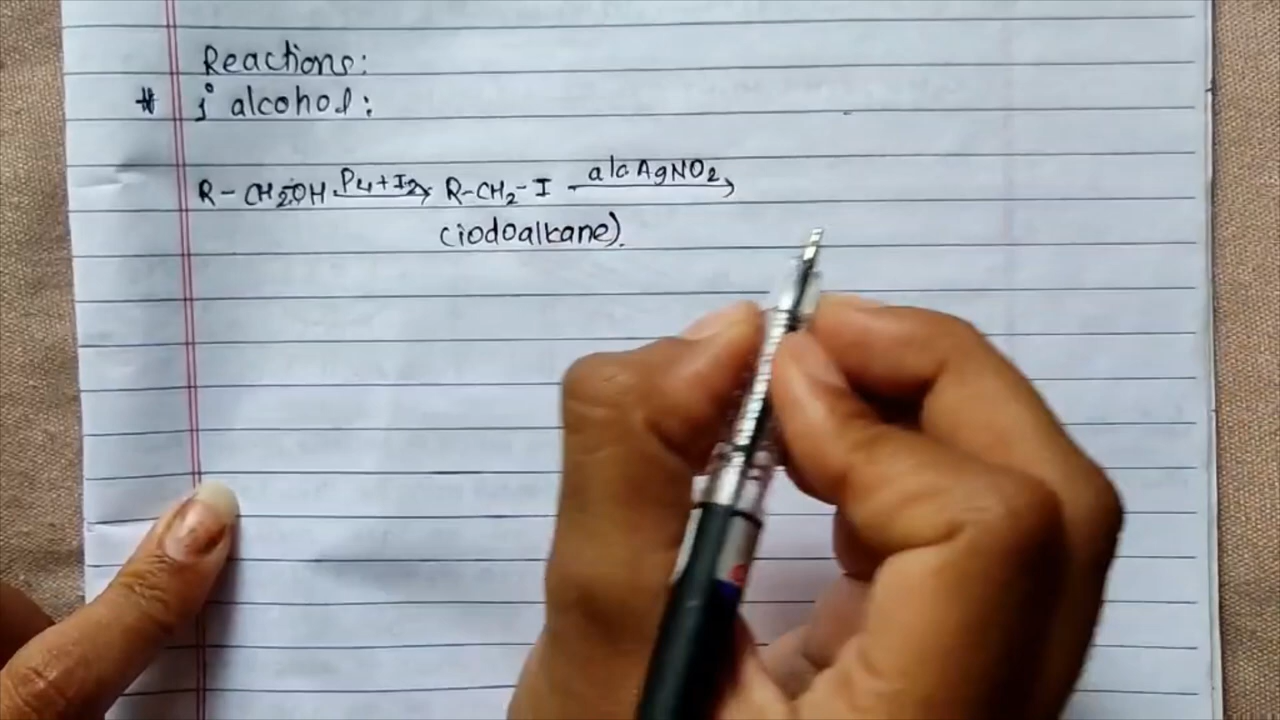 Reactions:
# 1° alcohol:
R-CH2OH P4+I2 → R-CH2-I alc AgNO2 →
(iodoalkane).